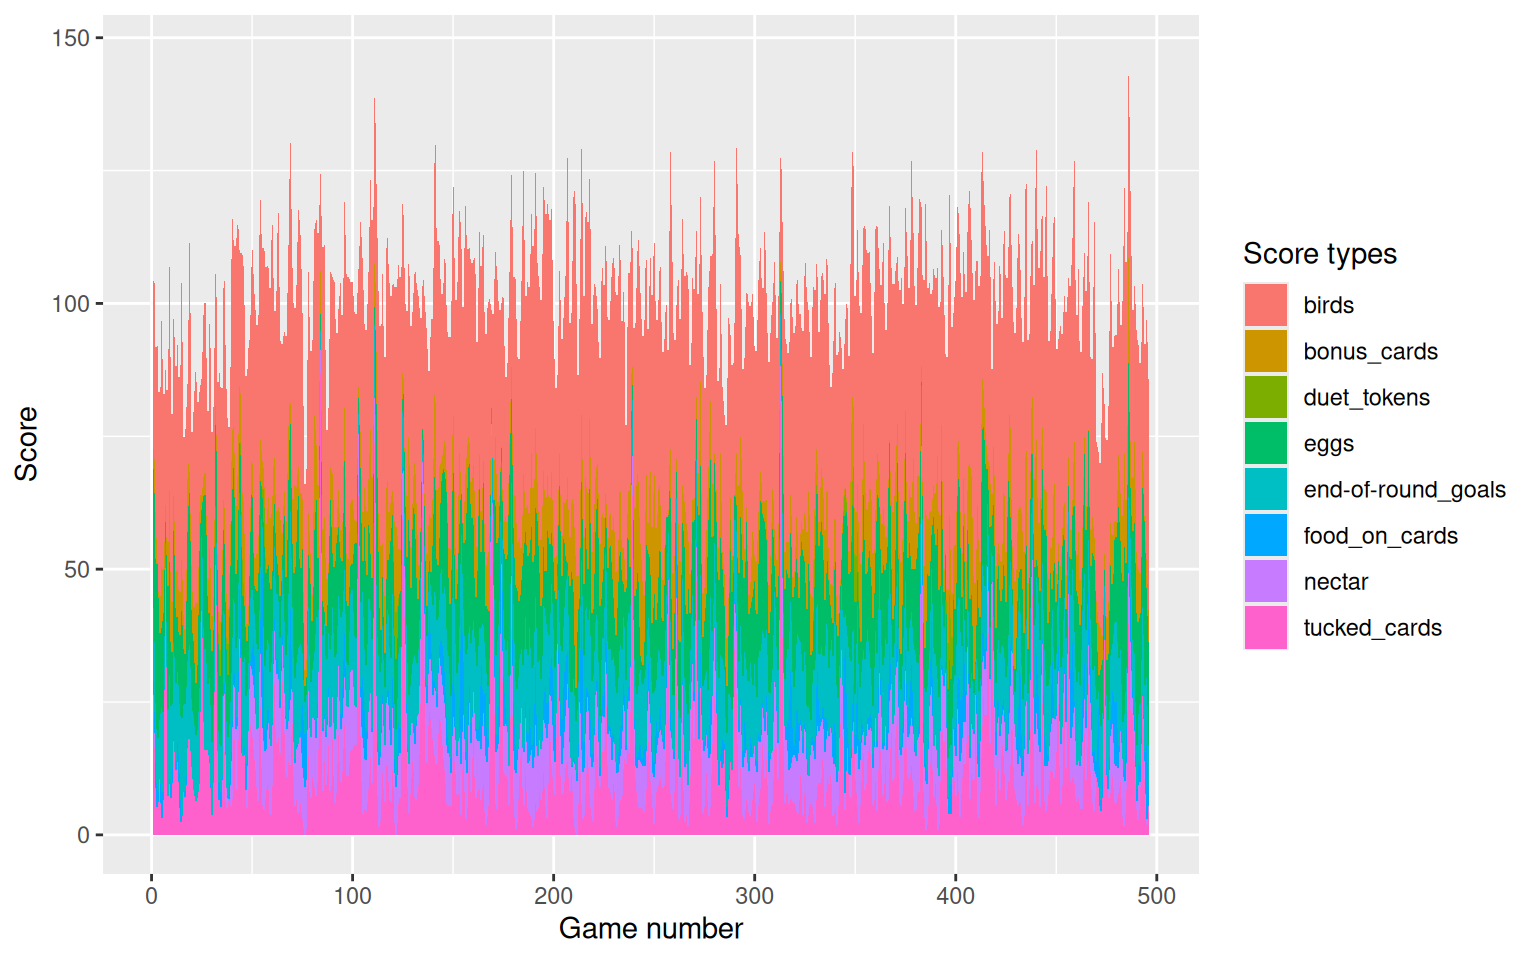 150
100
50
0
Score
0 100 200 300 400 500
Game number
Score types
birds
bonus_cards
duet_tokens
eggs
end-of-round_goals
food_on_cards
nectar
tucked_cards